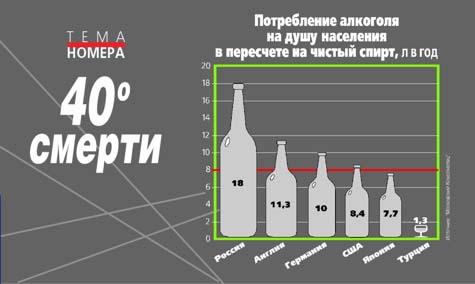 ТЕМА
НОМЕРА
40º
смерти
Потребление алкоголя
на душу населения
в пересчете на чистый спирт, л в год
20
18
16
14
12
10
8
6
4
2
0
18
11,3
10
8,4
7,7
1,3
Россия
Англия
Германия
США
Япония
Турция